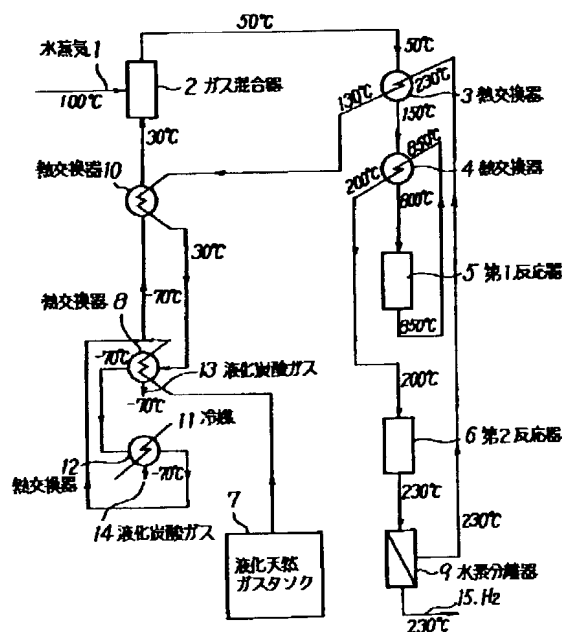 50℃
水蒸気 1
100℃
2 ガス混合器
50℃
130℃
230℃
3 熱交換器
30℃
150℃
850℃
熱交換器10
200℃
4 熱交換器
800℃
30℃
5 第1反応器
熱交換器 8
-70℃
850℃
-70℃
13 液化炭酸ガス
-70℃
200℃
11 冷媒
6 第2反応器
12
-70℃
熱交換器
230℃
230℃
14 液化炭酸ガス
7
液化天然
ガスタンク
9 水素分離器
15.H2
230℃